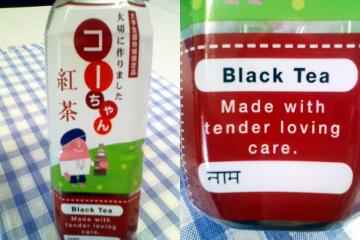 大切に作りました
コーちゃん
紅茶
Black Tea
Made with
tender loving
care.
Black Tea
Made with
tender loving
care.
नाम